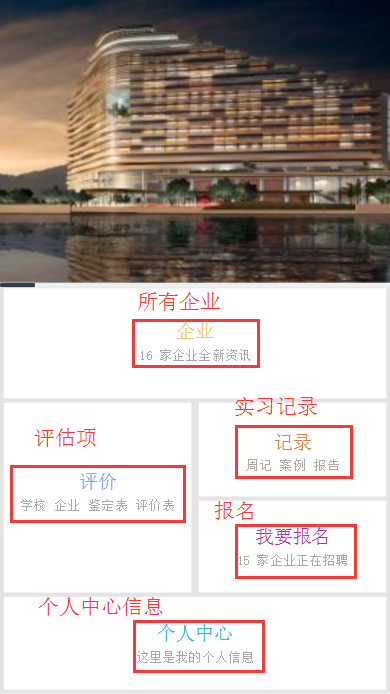 所有企业
企业
16 家企业全新资讯
评估项
评价
学校 企业 鉴定表 评价表
实习记录
记录
周记 案例 报告
报名
我要报名
15 家企业正在招聘
个人中心信息
个人中心
这里是我的个人信息